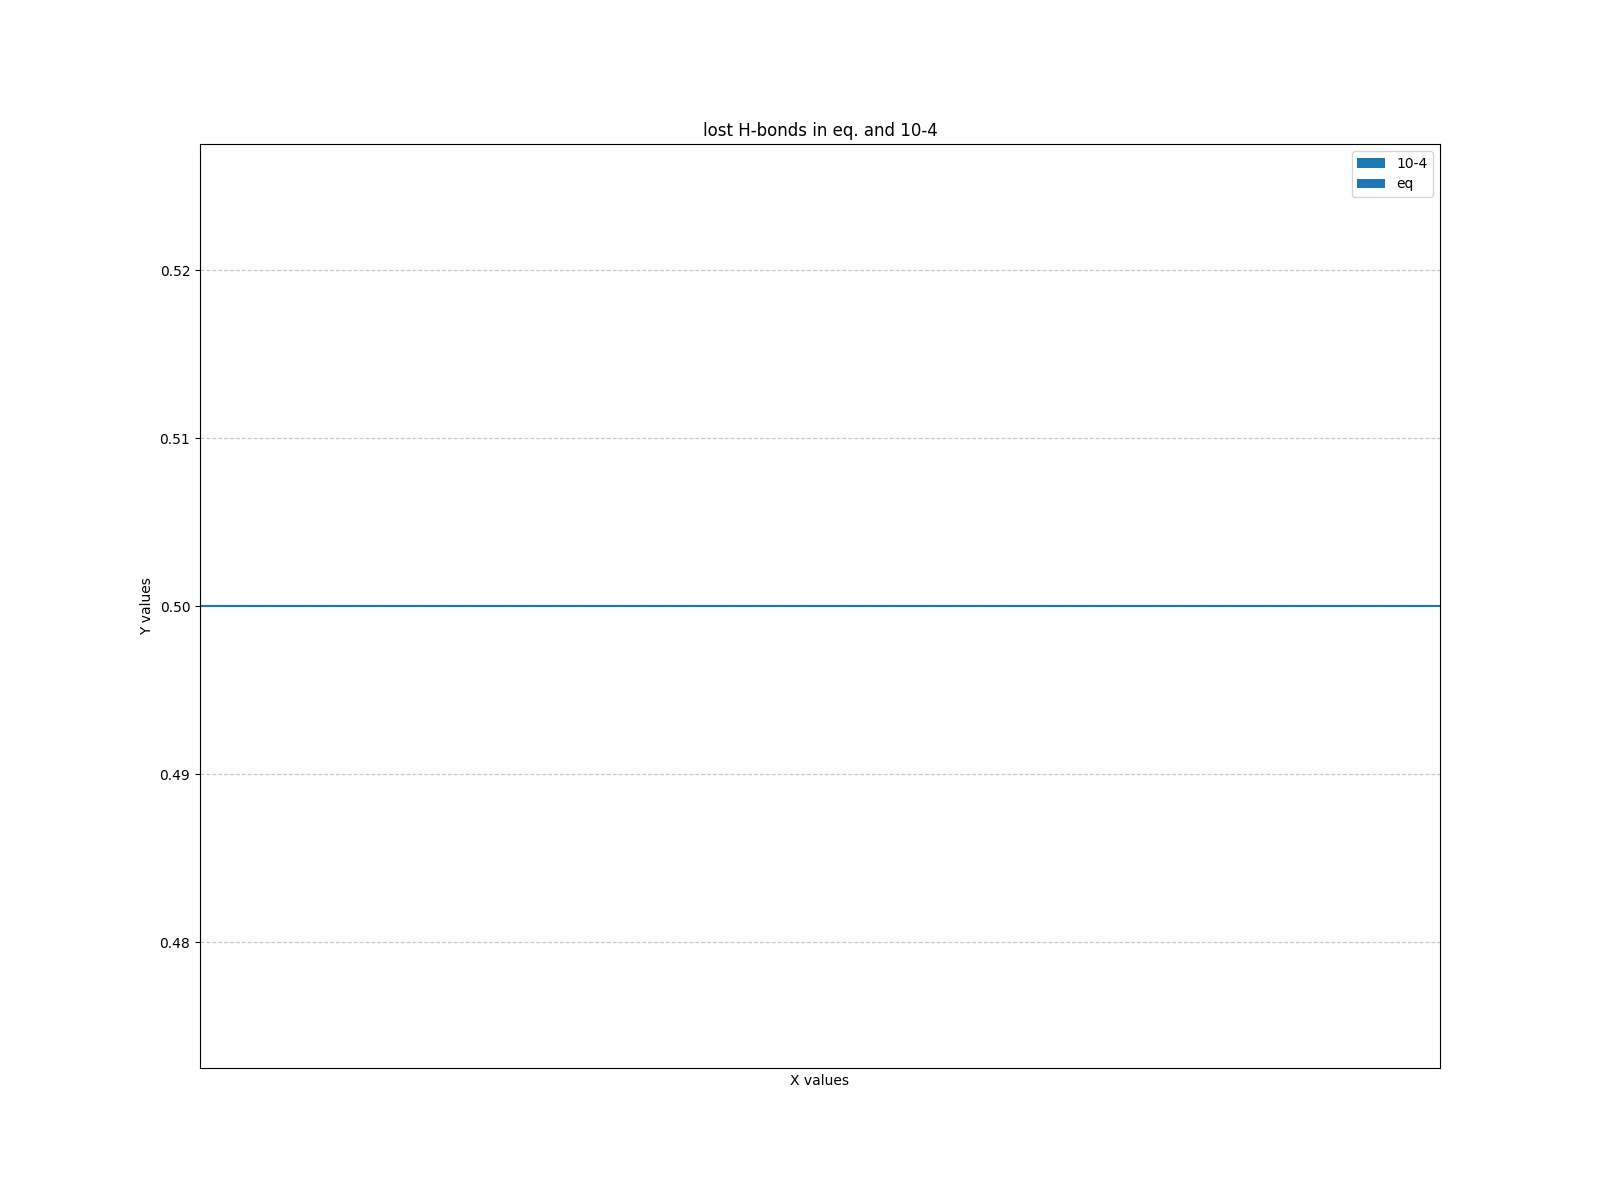 lost H-bonds in eq. and 10-4
10-4
eq
0.52
0.51
0.50
0.49
0.48
Y values
X values